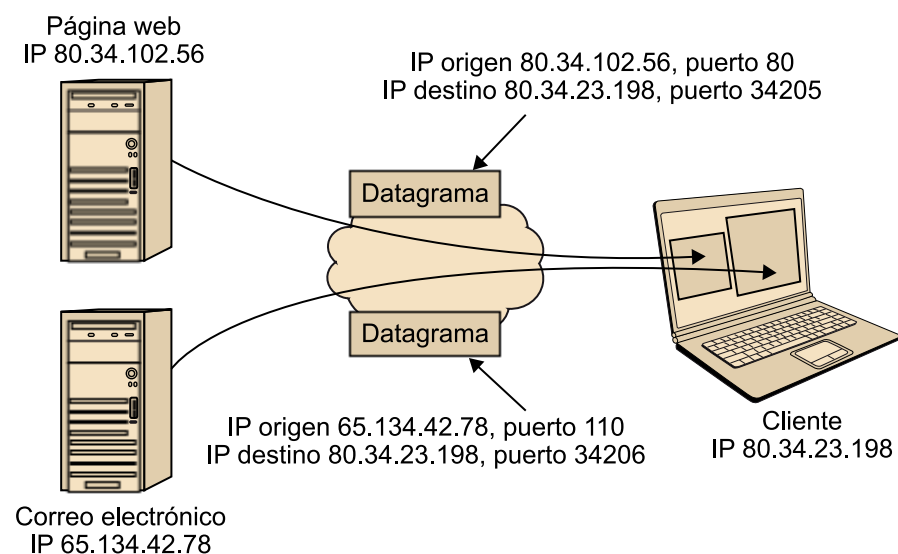 Página web
IP 80.34.102.56
IP origen 80.34.102.56, puerto 80
IP destino 80.34.23.198, puerto 34205
Datagrama
Datagrama
IP origen 65.134.42.78, puerto 110
IP destino 80.34.23.198, puerto 34206
Cliente
IP 80.34.23.198
Correo electrónico
IP 65.134.42.78